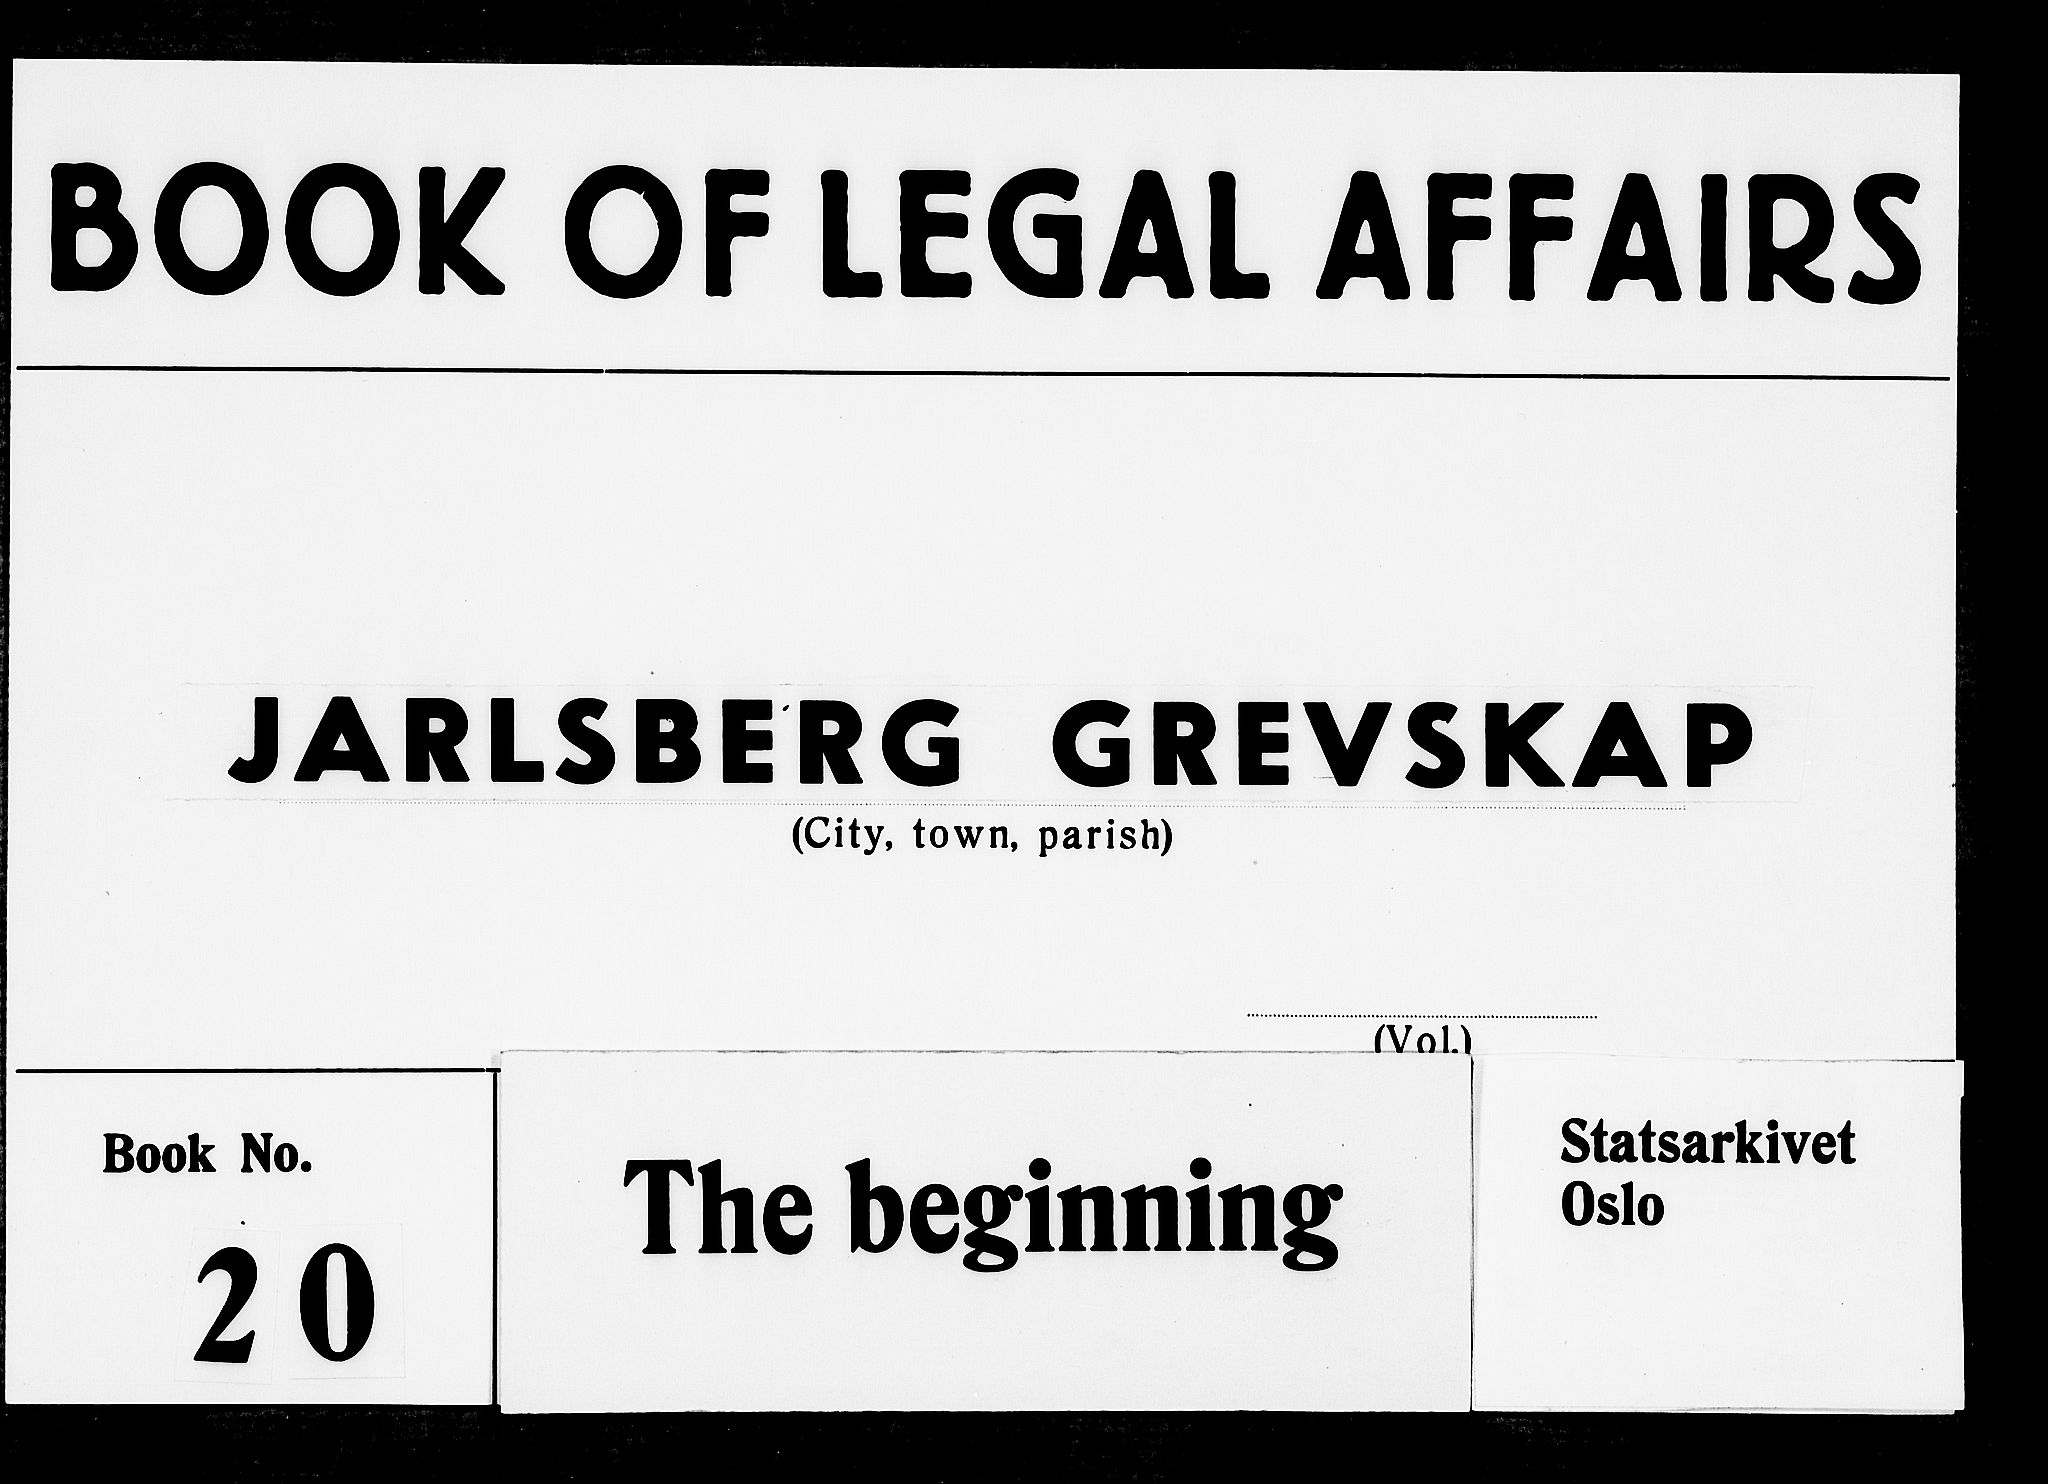 BOOK OF LEGAL AFFAIRS
JARLSBERG GREVSKAP
(City, town, parish)
(Vol.)
Book No.
20
The beginning
Statsarkivet
Oslo